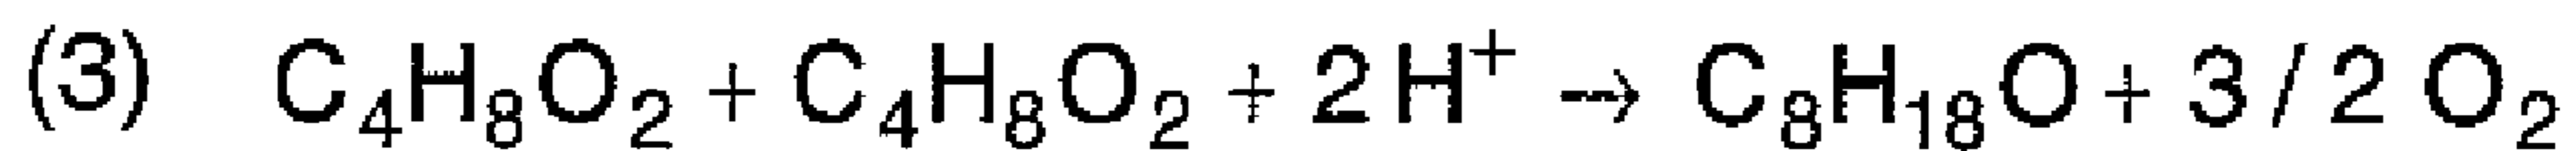 (3) C₄H₈O₂ + C₄H₈O₂ + 2 H⁺ → C₈H₁₈O + 3/2 O₂